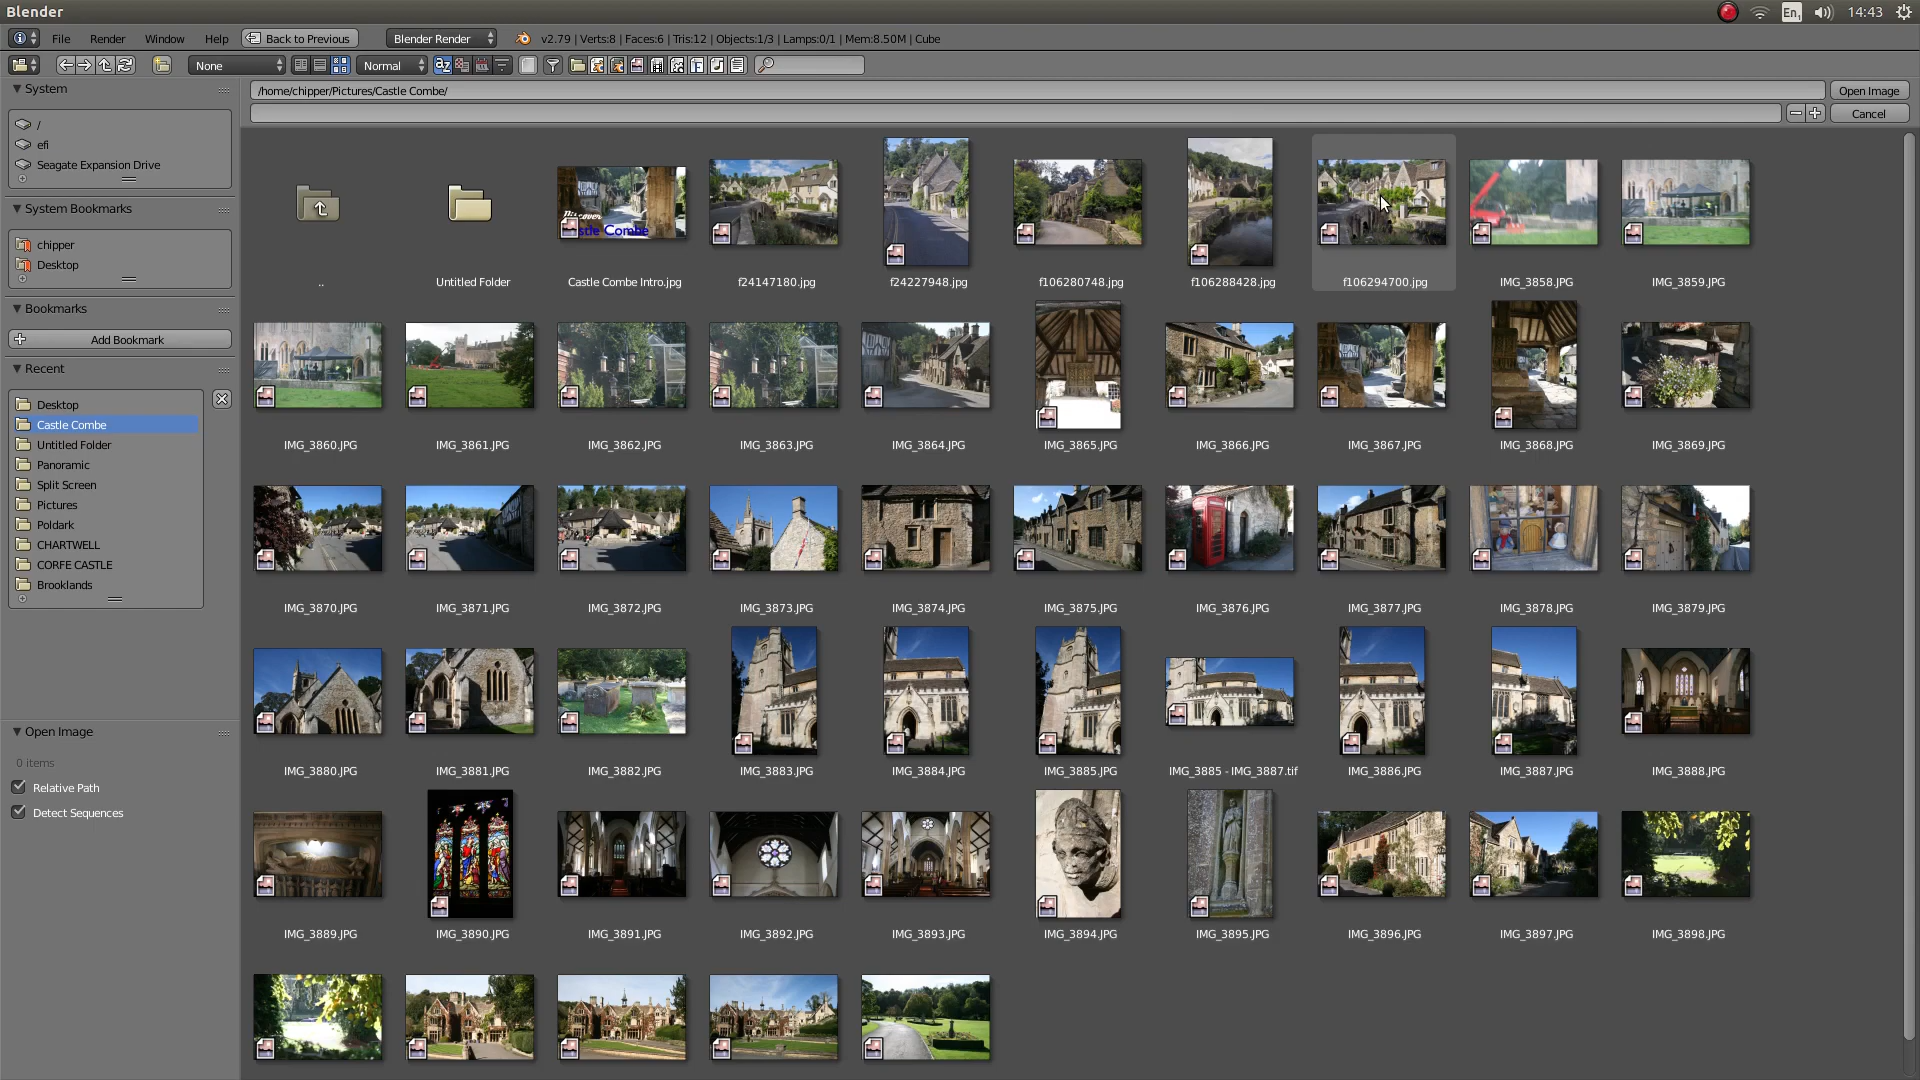 Blender
En1 14:43
File Render Window Help Back to Previous Blender Render v2.79 | Verts:8 | Faces:6 | Tris:12 | Objects:1/3 | Lamps:0/1 | Mem:8.50M | Cube
None Normal
System
/home/chipper/Pictures/Castle Combe/ Open Image
Cancel
/
efi
Seagate Expansion Drive
System Bookmarks
chipper
Desktop
Bookmarks
Add Bookmark
Recent
Desktop
Castle Combe
Untitled Folder
Panoramic
Split Screen
Pictures
Poldark
CHARTWELL
CORFE CASTLE
Brooklands
Open Image
0 items
Relative Path
Detect Sequences
Discover
Castle Combe
.. Untitled Folder Castle Combe Intro.jpg f24147180.jpg f24227948.jpg f106280748.jpg f106288428.jpg f106294700.jpg IMG_3858.JPG IMG_3859.JPG
IMG_3860.JPG IMG_3861.JPG IMG_3862.JPG IMG_3863.JPG IMG_3864.JPG IMG_3865.JPG IMG_3866.JPG IMG_3867.JPG IMG_3868.JPG IMG_3869.JPG
IMG_3870.JPG IMG_3871.JPG IMG_3872.JPG IMG_3873.JPG IMG_3874.JPG IMG_3875.JPG IMG_3876.JPG IMG_3877.JPG IMG_3878.JPG IMG_3879.JPG
IMG_3880.JPG IMG_3881.JPG IMG_3882.JPG IMG_3883.JPG IMG_3884.JPG IMG_3885.JPG IMG_3885 - IMG_3887.tif IMG_3886.JPG IMG_3887.JPG IMG_3888.JPG
IMG_3889.JPG IMG_3890.JPG IMG_3891.JPG IMG_3892.JPG IMG_3893.JPG IMG_3894.JPG IMG_3895.JPG IMG_3896.JPG IMG_3897.JPG IMG_3898.JPG